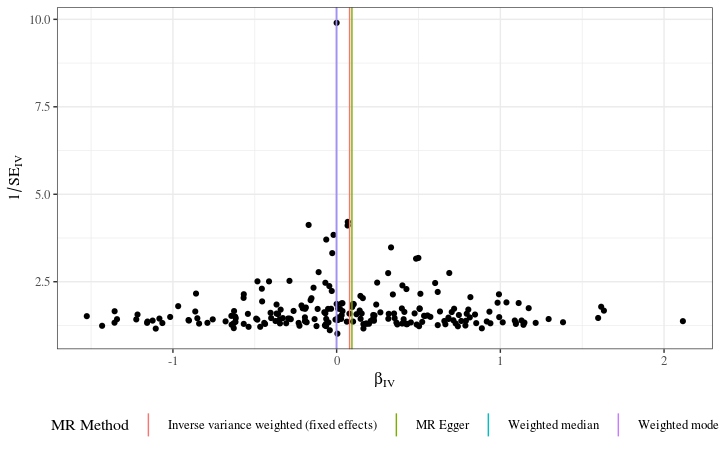 10.0
7.5
5.0
2.5
1/SE_IV
-1
0
1
2
β_IV
MR Method
Inverse variance weighted (fixed effects)
MR Egger
Weighted median
Weighted mode